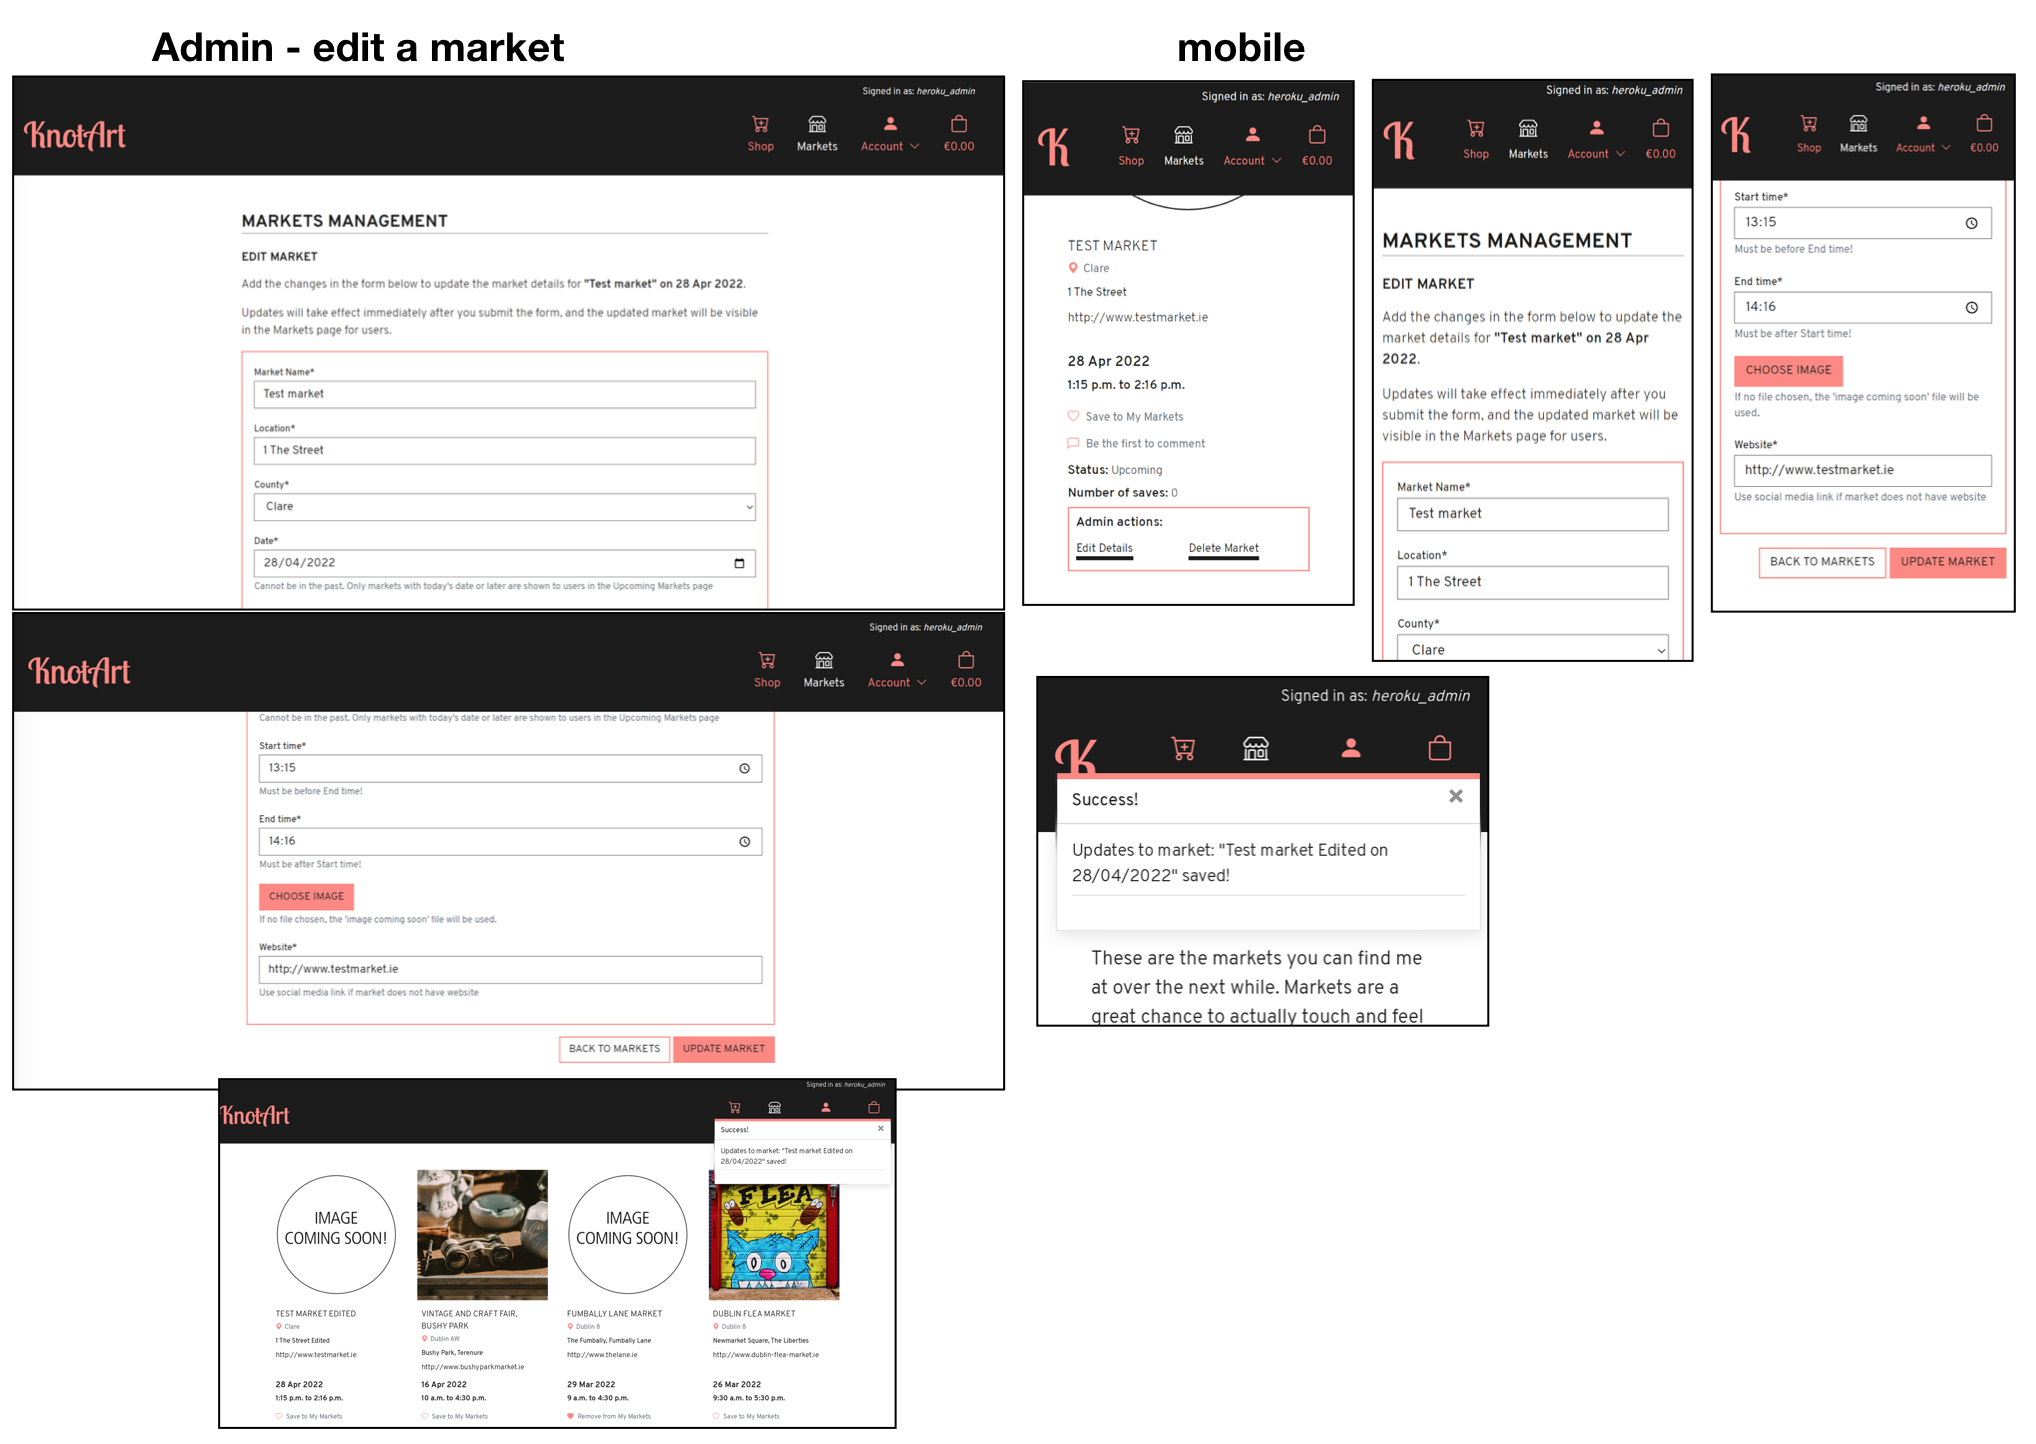 Admin - edit a market
Signed in as: heroku_admin
KnotArt
Shop
Markets
Account
€0.00
MARKETS MANAGEMENT
EDIT MARKET
Add the changes in the form below to update the market details for "Test market" on 28 Apr 2022.
Updates will take effect immediately after you submit the form, and the updated market will be visible
in the Markets page for users.
Market Name*
Test market
Location*
1 The Street
County*
Clare
Date*
28/04/2022
Cannot be in the past. Only markets with today's date or later are shown to users in the Upcoming Markets page
Signed in as: heroku_admin
KnotArt
Shop
Markets
Account
€0.00
Cannot be in the past. Only markets with today's date or later are shown to users in the Upcoming Markets page
Start time*
13:15
Must be before End time!
End time*
14:16
Must be after Start time!
CHOOSE IMAGE
If no file chosen, the 'image coming soon' file will be used.
Website*
http://www.testmarket.ie
Use social media link if market does not have website
BACK TO MARKETS
UPDATE MARKET
Signed in as: heroku_admin
KnotArt
Success!
Updates to market: "Test market Edited on
28/04/2022" saved!
IMAGE
COMING SOON!
TEST MARKET EDITED
Clare
1 The Street Edited
http://www.testmarket.ie
28 Apr 2022
1:15 p.m. to 2:16 p.m.
Save to My Markets
VINTAGE AND CRAFT FAIR,
BUSHY PARK
Dublin 6W
Bushy Park, Terenure
http://www.bushyparkmarket.ie
16 Apr 2022
10 a.m. to 4:30 p.m.
Save to My Markets
IMAGE
COMING SOON!
FUMBALLY LANE MARKET
Dublin 8
The Fumbally, Fumbally Lane
http://www.thelane.ie
29 Mar 2022
9 a.m. to 4:30 p.m.
Remove from My Markets
FLEA
DUBLIN FLEA MARKET
Dublin 8
Newmarket Square, The Liberties
http://www.dublin-flea-market.ie
26 Mar 2022
9:30 a.m. to 5:30 p.m.
Save to My Markets
mobile
Signed in as: heroku_admin
K
Shop
Markets
Account
€0.00
TEST MARKET
Clare
1 The Street
http://www.testmarket.ie
28 Apr 2022
1:15 p.m. to 2:16 p.m.
Save to My Markets
Be the first to comment
Status: Upcoming
Number of saves: 0
Admin actions:
Edit Details
Delete Market
Signed in as: heroku_admin
K
Shop
Markets
Account
€0.00
MARKETS MANAGEMENT
EDIT MARKET
Add the changes in the form below to update the
market details for "Test market" on 28 Apr
2022.
Updates will take effect immediately after you
submit the form, and the updated market will be
visible in the Markets page for users.
Market Name*
Test market
Location*
1 The Street
County*
Clare
Signed in as: heroku_admin
K
Shop
Markets
Account
€0.00
Start time*
13:15
Must be before End time!
End time*
14:16
Must be after Start time!
CHOOSE IMAGE
If no file chosen, the 'image coming soon' file will be
used.
Website*
http://www.testmarket.ie
Use social media link if market does not have website
BACK TO MARKETS
UPDATE MARKET
Signed in as: heroku_admin
K
Success!
Updates to market: "Test market Edited on
28/04/2022" saved!
These are the markets you can find me
at over the next while. Markets are a
great chance to actually touch and feel